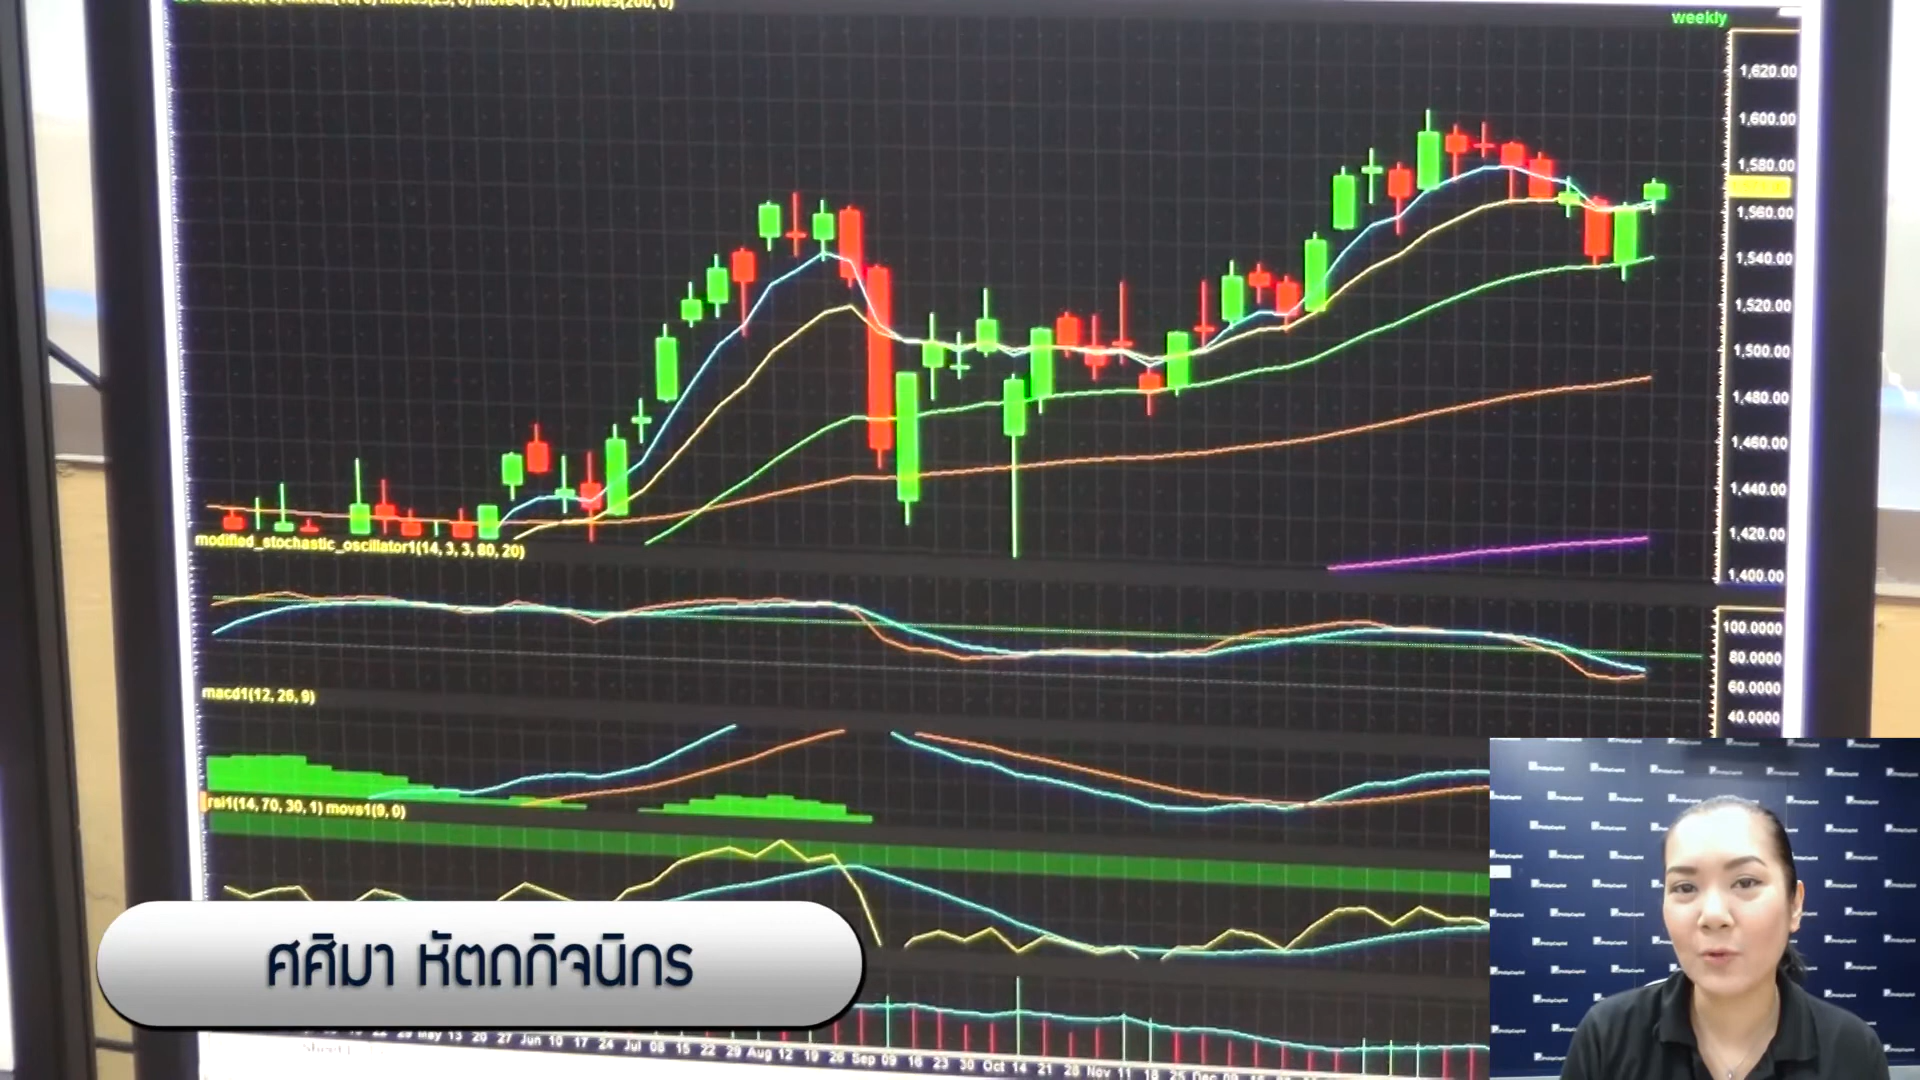 weekly
1,620.00
1,600.00
1,580.00
1,560.00
1,540.00
1,520.00
1,500.00
1,480.00
1,460.00
1,440.00
1,420.00
1,400.00
modified_stochastic_oscillator1(14, 3, 3, 80, 20)
100.0000
80.0000
60.0000
40.0000
macd1(12, 26, 9)
rsi1(14, 70, 30, 1) movs1(9, 0)
ศศิมา หัตถกิจนิกร
22 29 May 13 20 27 Jun 10 17 24 Jul 08 15 22 29 Aug 12 19 26 Sep 09 16 23 30 Oct 14 21 28 Nov 11 18 25 Dec 09
Sheet1
PhillipCapital